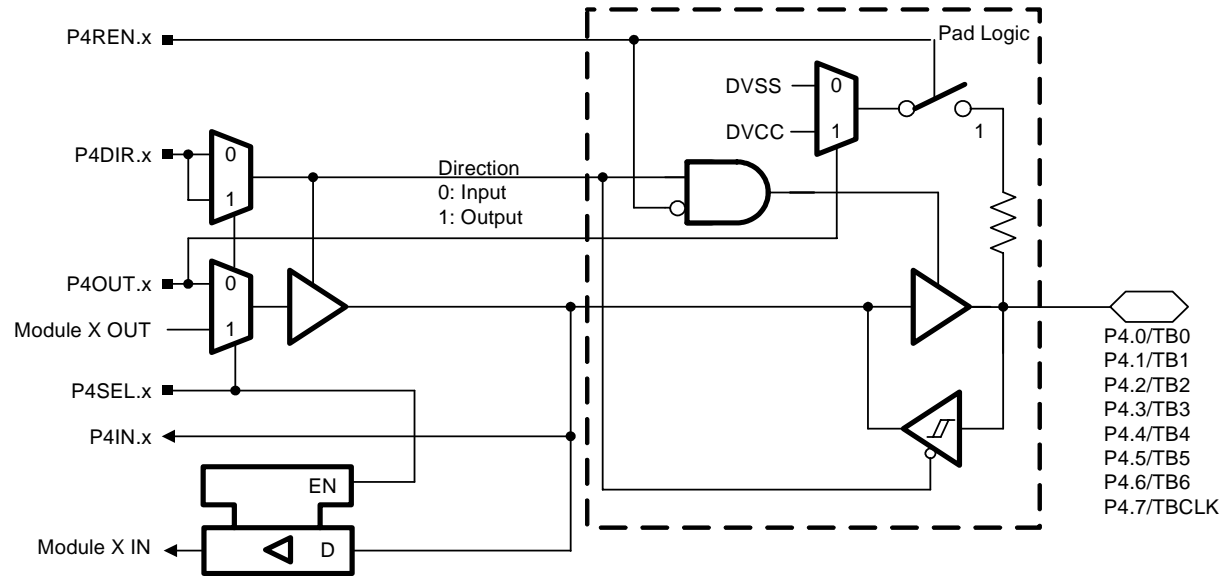 P4REN.x
Pad Logic
DVSS
0
DVCC
1
1
P4DIR.x
0
1
Direction
0: Input
1: Output
P4OUT.x
0
Module X OUT
1
P4SEL.x
P4IN.x
EN
Module X IN
D
P4.0/TB0
P4.1/TB1
P4.2/TB2
P4.3/TB3
P4.4/TB4
P4.5/TB5
P4.6/TB6
P4.7/TBCLK